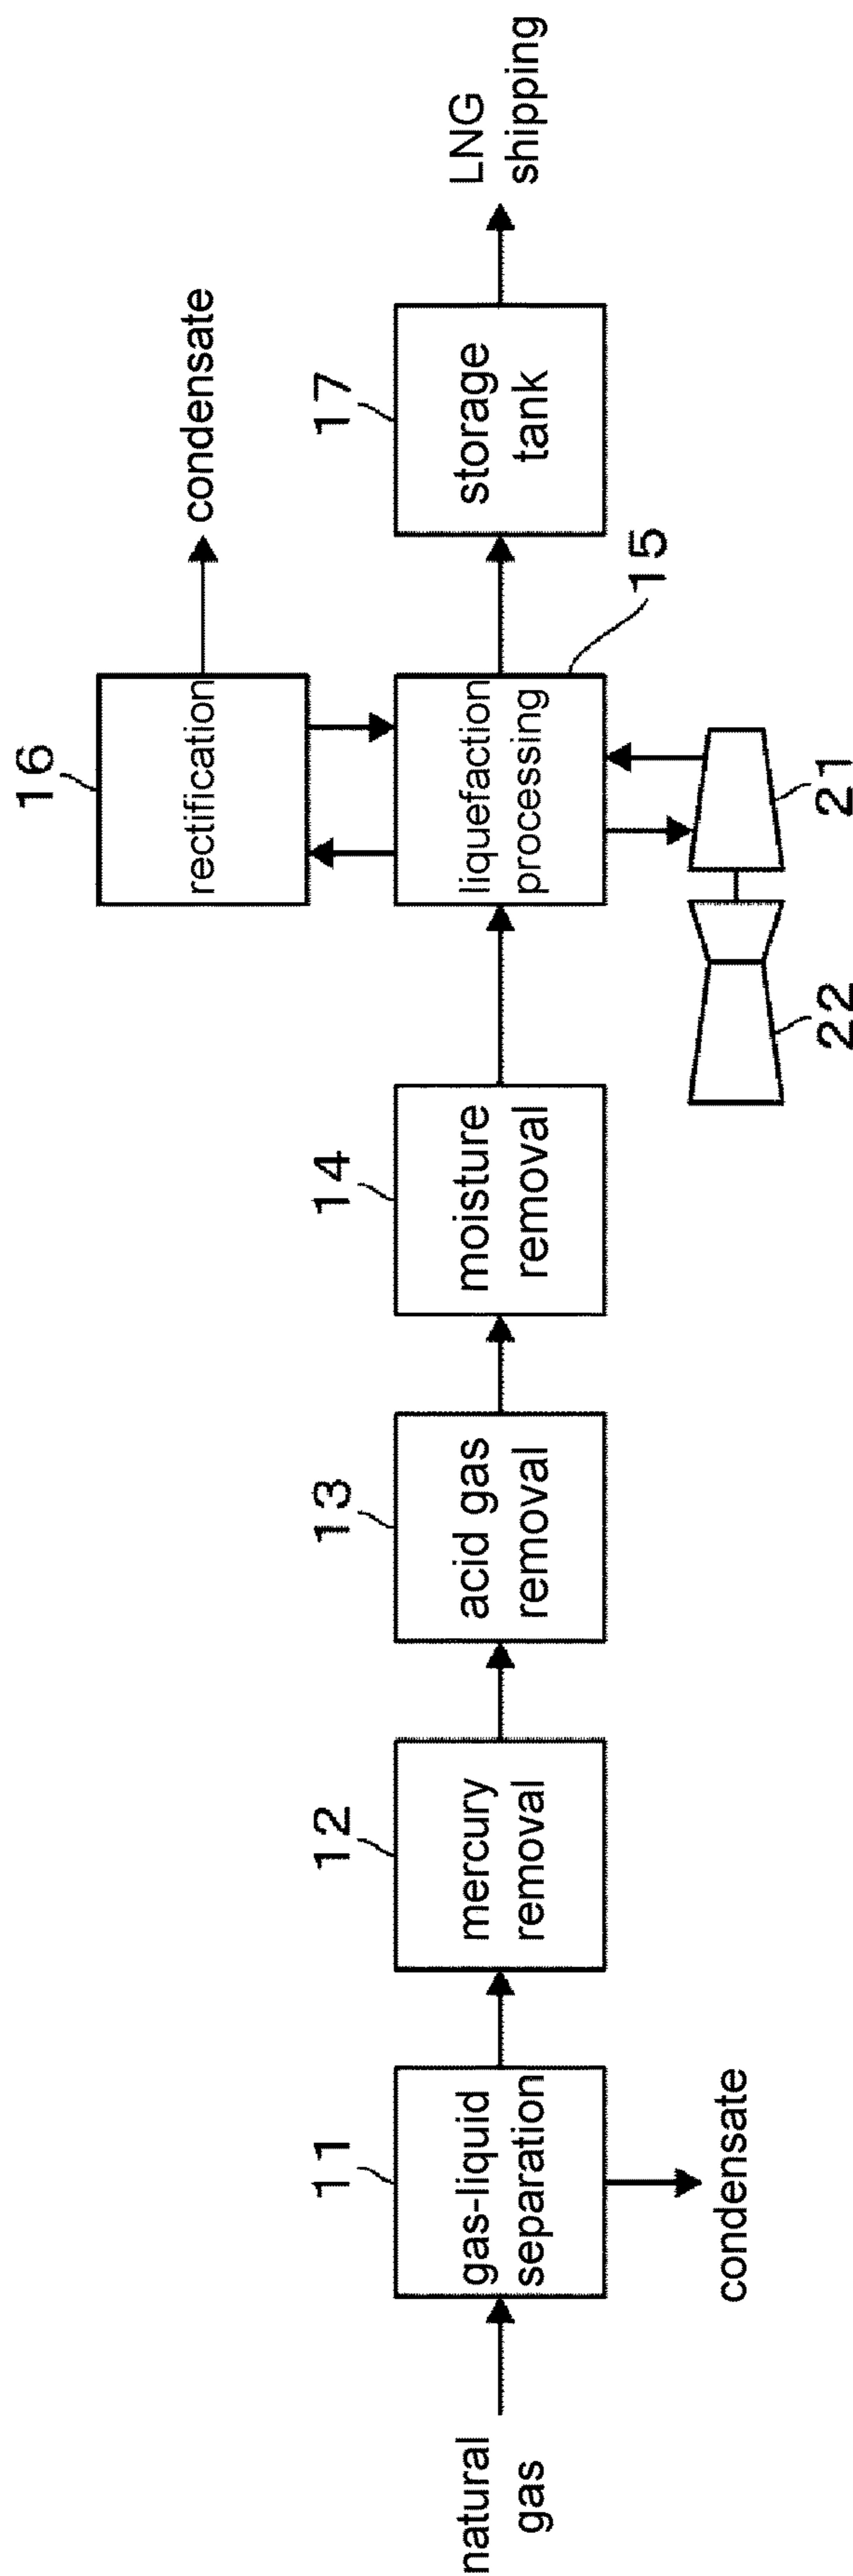 16
rectification
condensate
natural
gas
11
gas-liquid
separation
condensate
12
mercury
removal
13
acid gas
removal
14
moisture
removal
liquefaction
processing
15
17
storage
tank
LNG
shipping
22
21